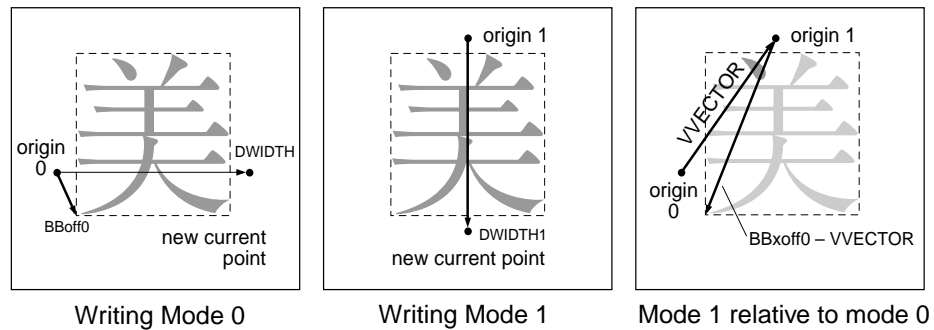 美
origin
0
DWIDTH
BBoff0
new current
point
Writing Mode 0
美
origin 1
DWIDTH1
new current point
Writing Mode 1
美
origin 1
VVECTOR
origin
0
BBxoff0 – VVECTOR
Mode 1 relative to mode 0